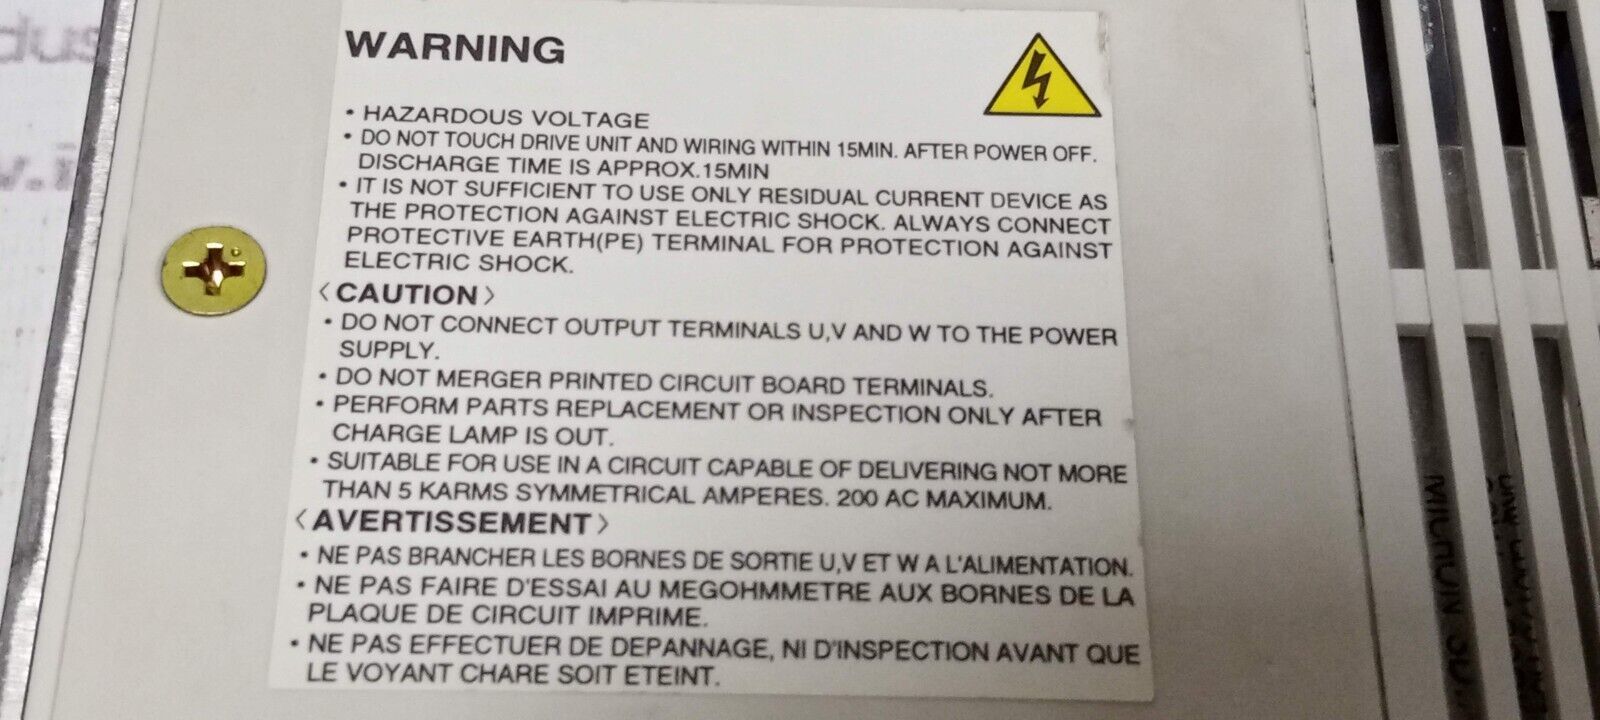 WARNING
• HAZARDOUS VOLTAGE
• DO NOT TOUCH DRIVE UNIT AND WIRING WITHIN 15MIN. AFTER POWER OFF.
DISCHARGE TIME IS APPROX.15MIN
• IT IS NOT SUFFICIENT TO USE ONLY RESIDUAL CURRENT DEVICE AS
THE PROTECTION AGAINST ELECTRIC SHOCK. ALWAYS CONNECT
PROTECTIVE EARTH(PE) TERMINAL FOR PROTECTION AGAINST
ELECTRIC SHOCK.
〈CAUTION〉
• DO NOT CONNECT OUTPUT TERMINALS U,V AND W TO THE POWER
SUPPLY.
• DO NOT MERGER PRINTED CIRCUIT BOARD TERMINALS.
• PERFORM PARTS REPLACEMENT OR INSPECTION ONLY AFTER
CHARGE LAMP IS OUT.
• SUITABLE FOR USE IN A CIRCUIT CAPABLE OF DELIVERING NOT MORE
THAN 5 KARMS SYMMETRICAL AMPERES. 200 AC MAXIMUM.
〈AVERTISSEMENT〉
• NE PAS BRANCHER LES BORNES DE SORTIE U,V ET W A L'ALIMENTATION.
• NE PAS FAIRE D'ESSAI AU MEGOHMMETRE AUX BORNES DE LA
PLAQUE DE CIRCUIT IMPRIME.
• NE PAS EFFECTUER DE DEPANNAGE, NI D'INSPECTION AVANT QUE
LE VOYANT CHARE SOIT ETEINT.